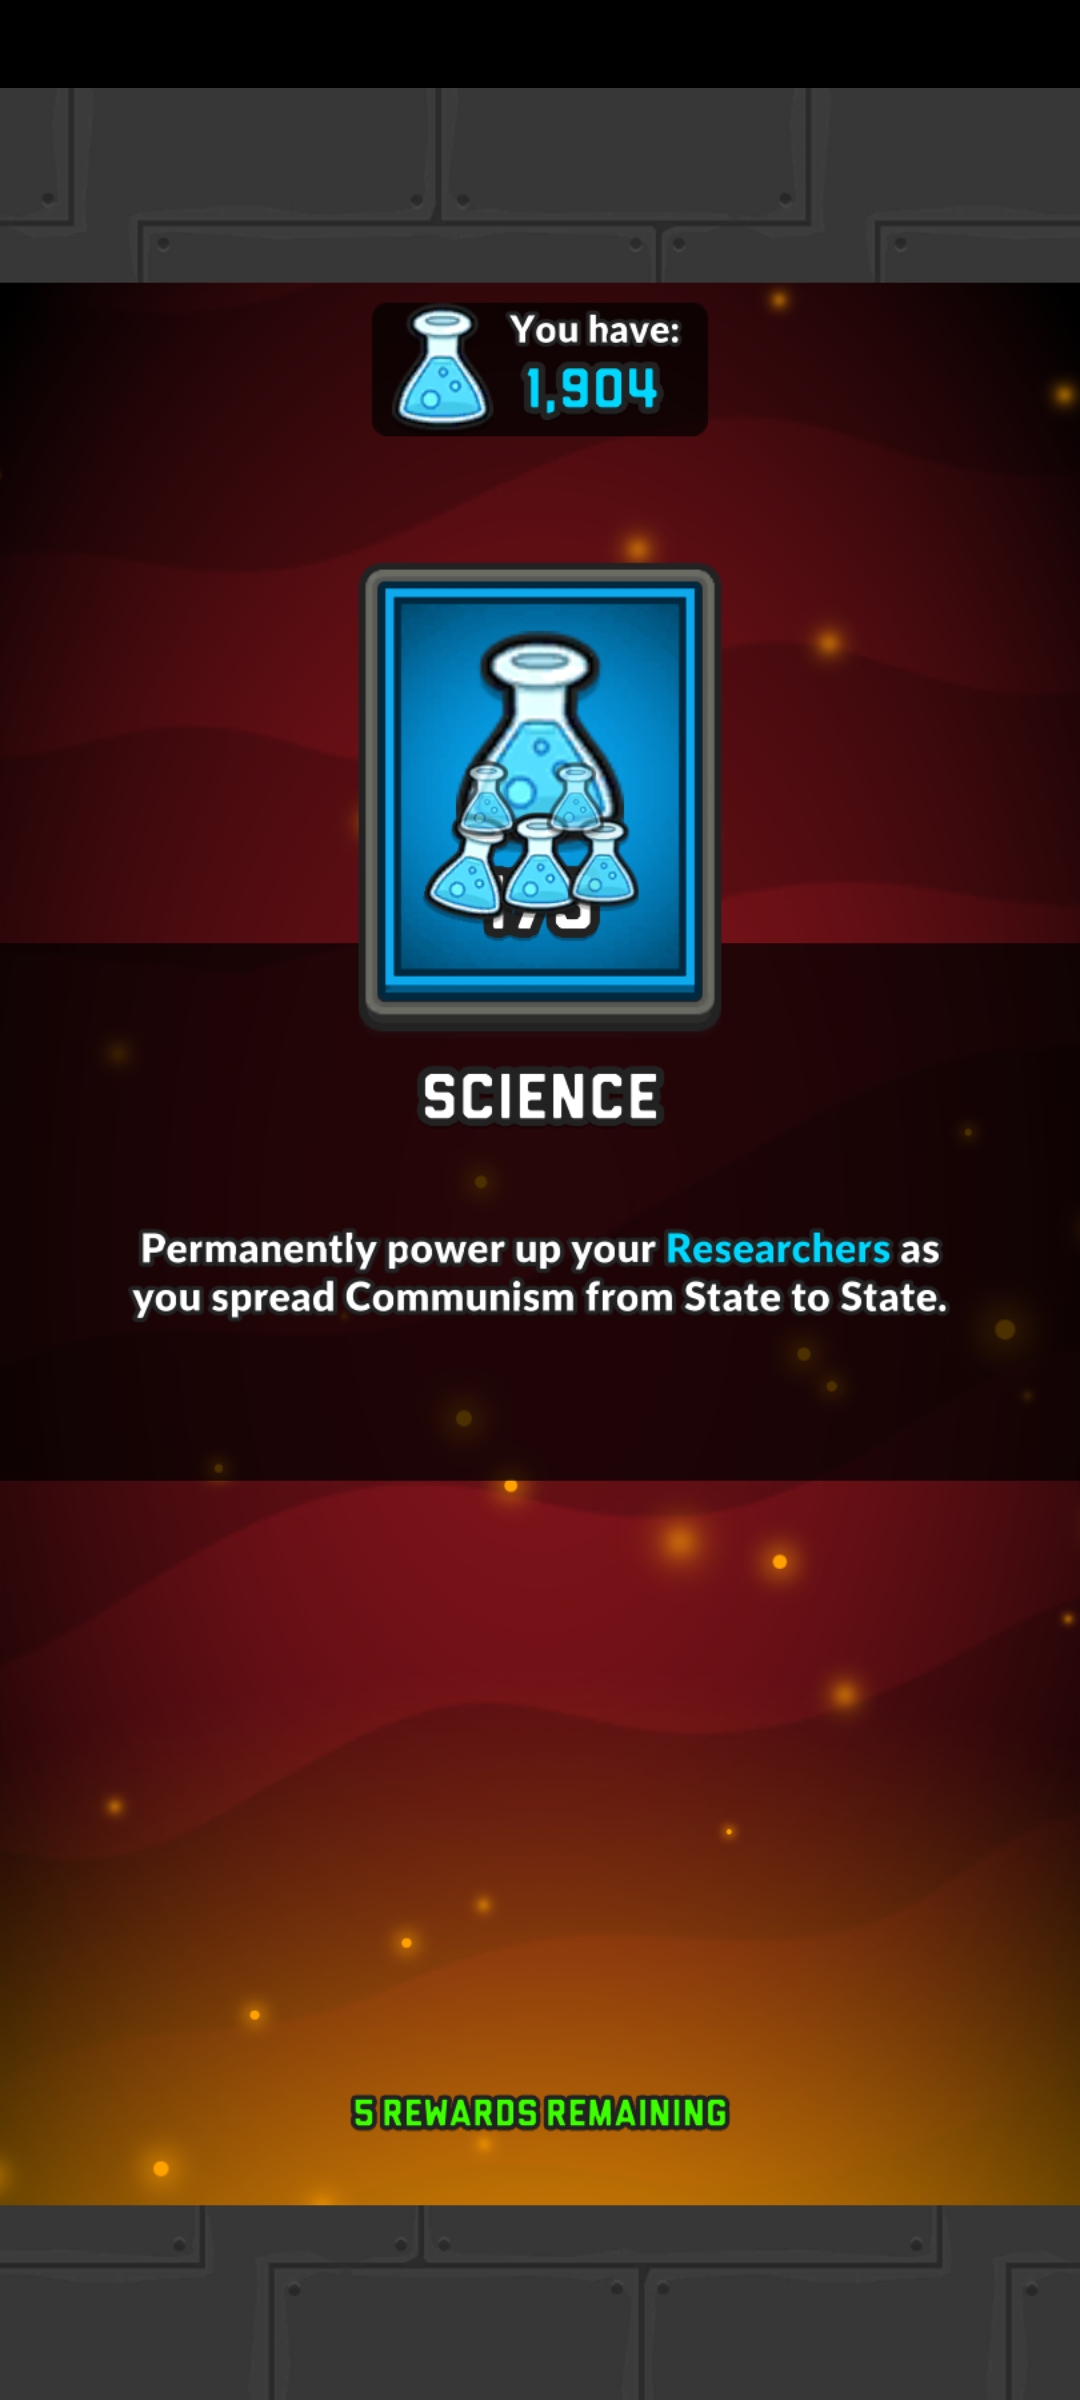 You have:
1,904
SCIENCE
Permanently power up your Researchers as
you spread Communism from State to State.
5 REWARDS REMAINING